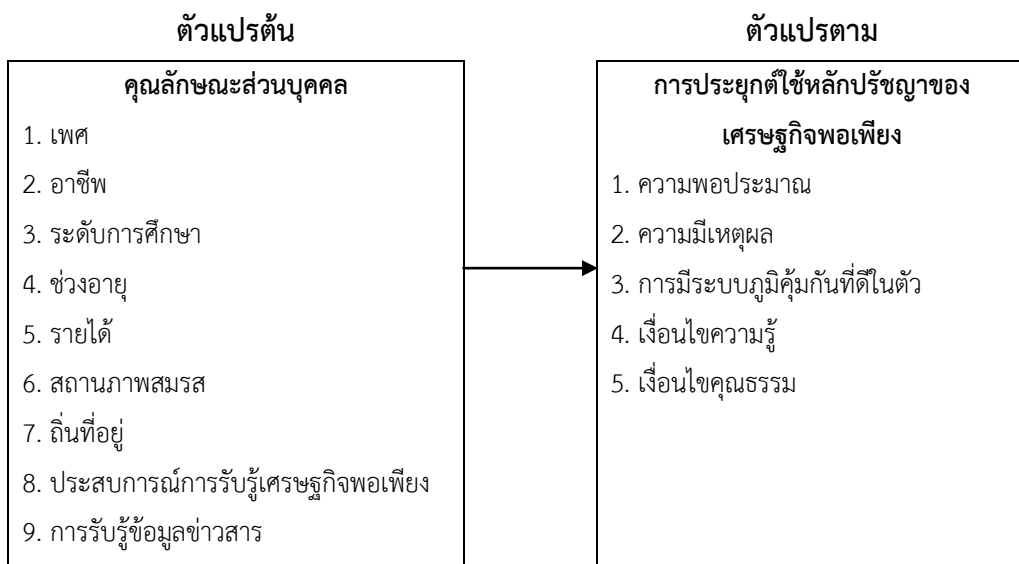 ตัวแปรต้น
คุณลักษณะส่วนบุคคล
1. เพศ
2. อาชีพ
3. ระดับการศึกษา
4. ช่วงอายุ
5. รายได้
6. สถานภาพสมรส
7. ถิ่นที่อยู่
8. ประสบการณ์การรับรู้เศรษฐกิจพอเพียง
9. การรับรู้ข้อมูลข่าวสาร
ตัวแปรตาม
การประยุกต์ใช้หลักปรัชญาของ
เศรษฐกิจพอเพียง
1. ความพอประมาณ
2. ความมีเหตุผล
3. การมีระบบภูมิคุ้มกันที่ดีในตัว
4. เงื่อนไขความรู้
5. เงื่อนไขคุณธรรม